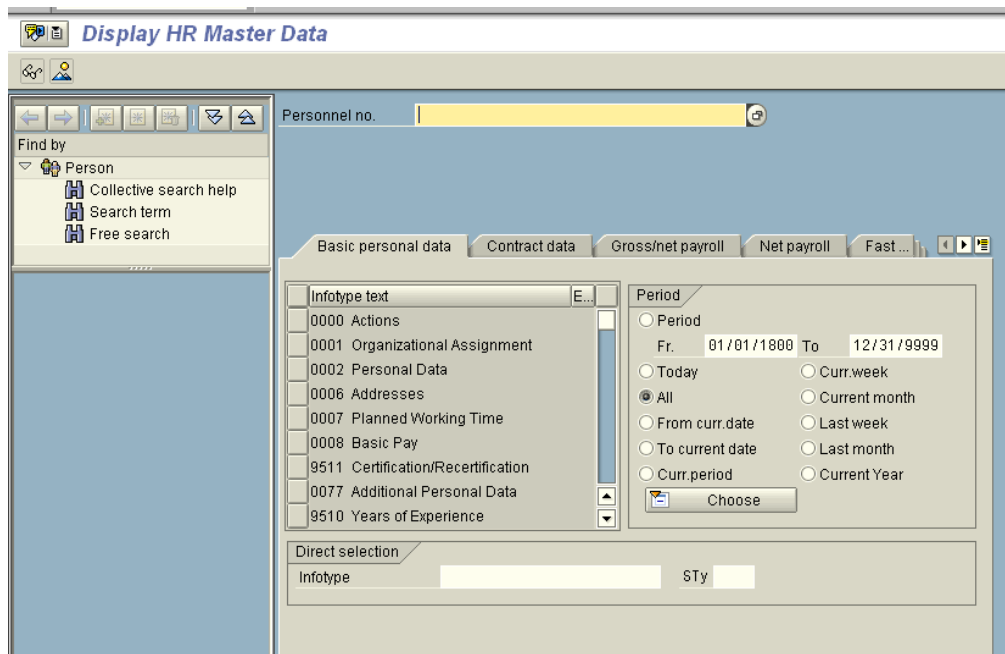 Display HR Master Data
Personnel no.
Find by
Person
Collective search help
Search term
Free search
Basic personal data Contract data Gross/net payroll Net payroll Fast ...
Infotype text E...
0000 Actions
0001 Organizational Assignment
0002 Personal Data
0006 Addresses
0007 Planned Working Time
0008 Basic Pay
9511 Certification/Recertification
0077 Additional Personal Data
9510 Years of Experience
Period
Period
Fr. 01/01/1800 To 12/31/9999
Today Curr.week
All Current month
From curr.date Last week
To current date Last month
Curr.period Current Year
Choose
Direct selection
Infotype STy